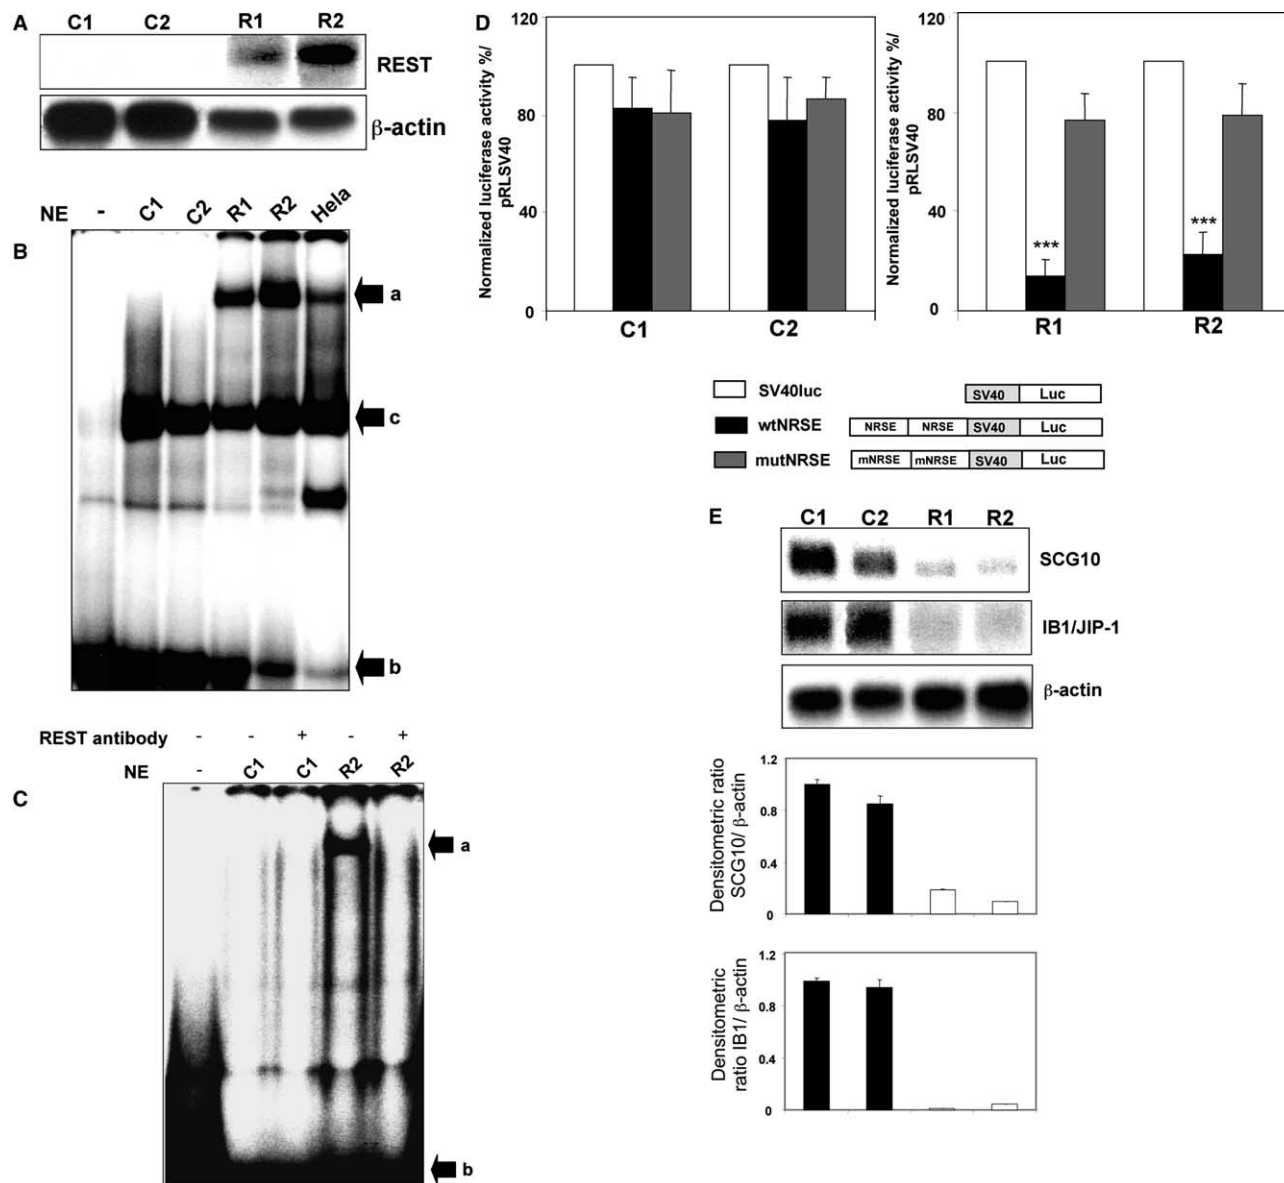 A
C1 C2 R1 R2
REST
β-actin
B
NE - C1 C2 R1 R2 Hela
a
c
b
C
REST antibody - - + - +
NE - C1 C1 R2 R2
a
b
D
Normalized luciferase activity %/
pRLSV40
120
80
40
0
C1 C2
Normalized luciferase activity %/
pRLSV40
120
80
40
0
*** ***
R1 R2
SV40luc SV40 Luc
wtNRSE NRSE NRSE SV40 Luc
mutNRSE mNRSE mNRSE SV40 Luc
E
C1 C2 R1 R2
SCG10
IB1/JIP-1
β-actin
Densitometric ratio
SCG10/ β-actin
1.2
0.8
0.4
0
Densitometric
ratio IB1/ β-actin
1.2
0.8
0.4
0